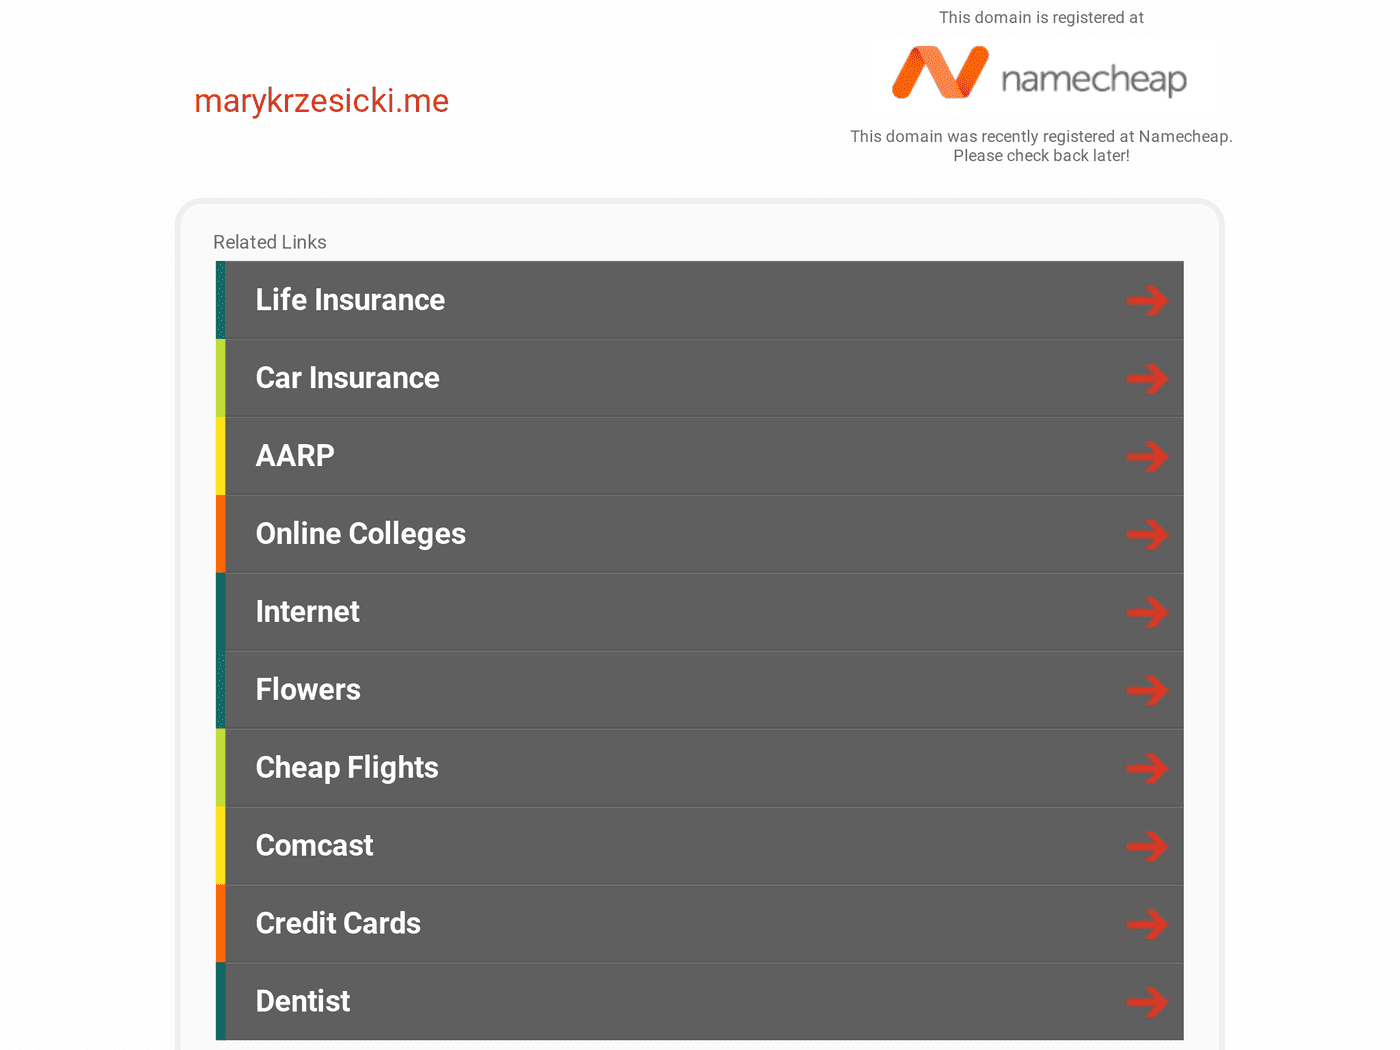 This domain is registered at
namecheap
marykrzesicki.me
This domain was recently registered at Namecheap.
Please check back later!
Related Links
Life Insurance
Car Insurance
AARP
Online Colleges
Internet
Flowers
Cheap Flights
Comcast
Credit Cards
Dentist